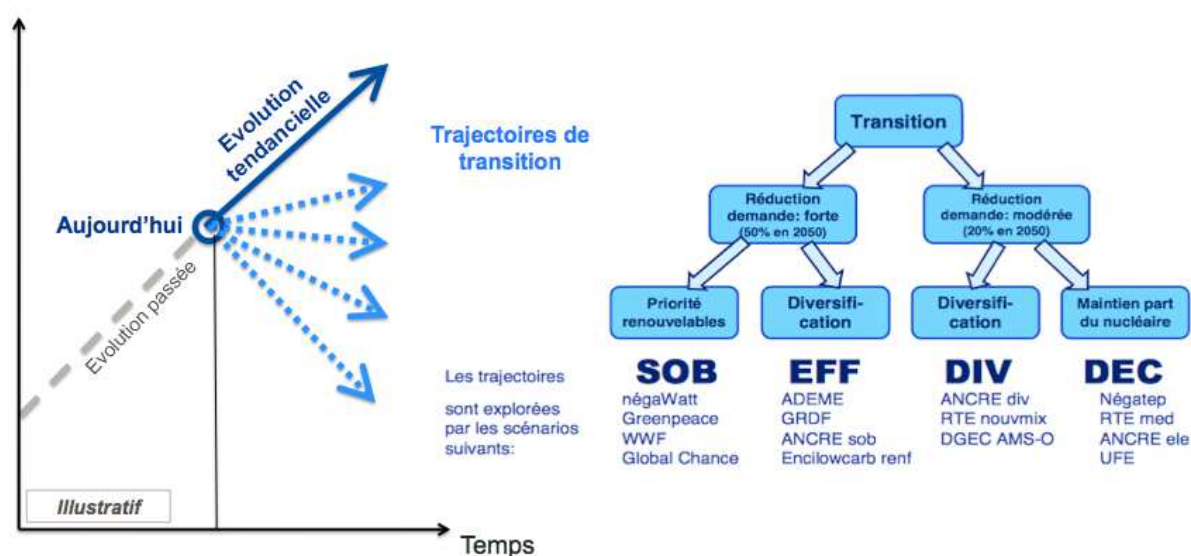 Evolution
tendancielle
Trajectoires de
transition
Aujourd'hui
Evolution passée
Illustratif
Temps
Transition
Réduction
demande: forte
(50% en 2050)
Réduction
demande: modérée
(20% en 2050)
Priorité
renouvelables
Diversifi-
cation
Diversifi-
cation
Maintien part
du nucléaire
Les trajectoires
sont explorées
par les scénarios
suivants:
SOB
négaWatt
Greenpeace
WWF
Global Chance
EFF
ADEME
GRDF
ANCRE sob
Encilowcarb renf
DIV
ANCRE div
RTE nouvmix
DGEC AMS-O
DEC
Négatep
RTE med
ANCRE ele
UFE